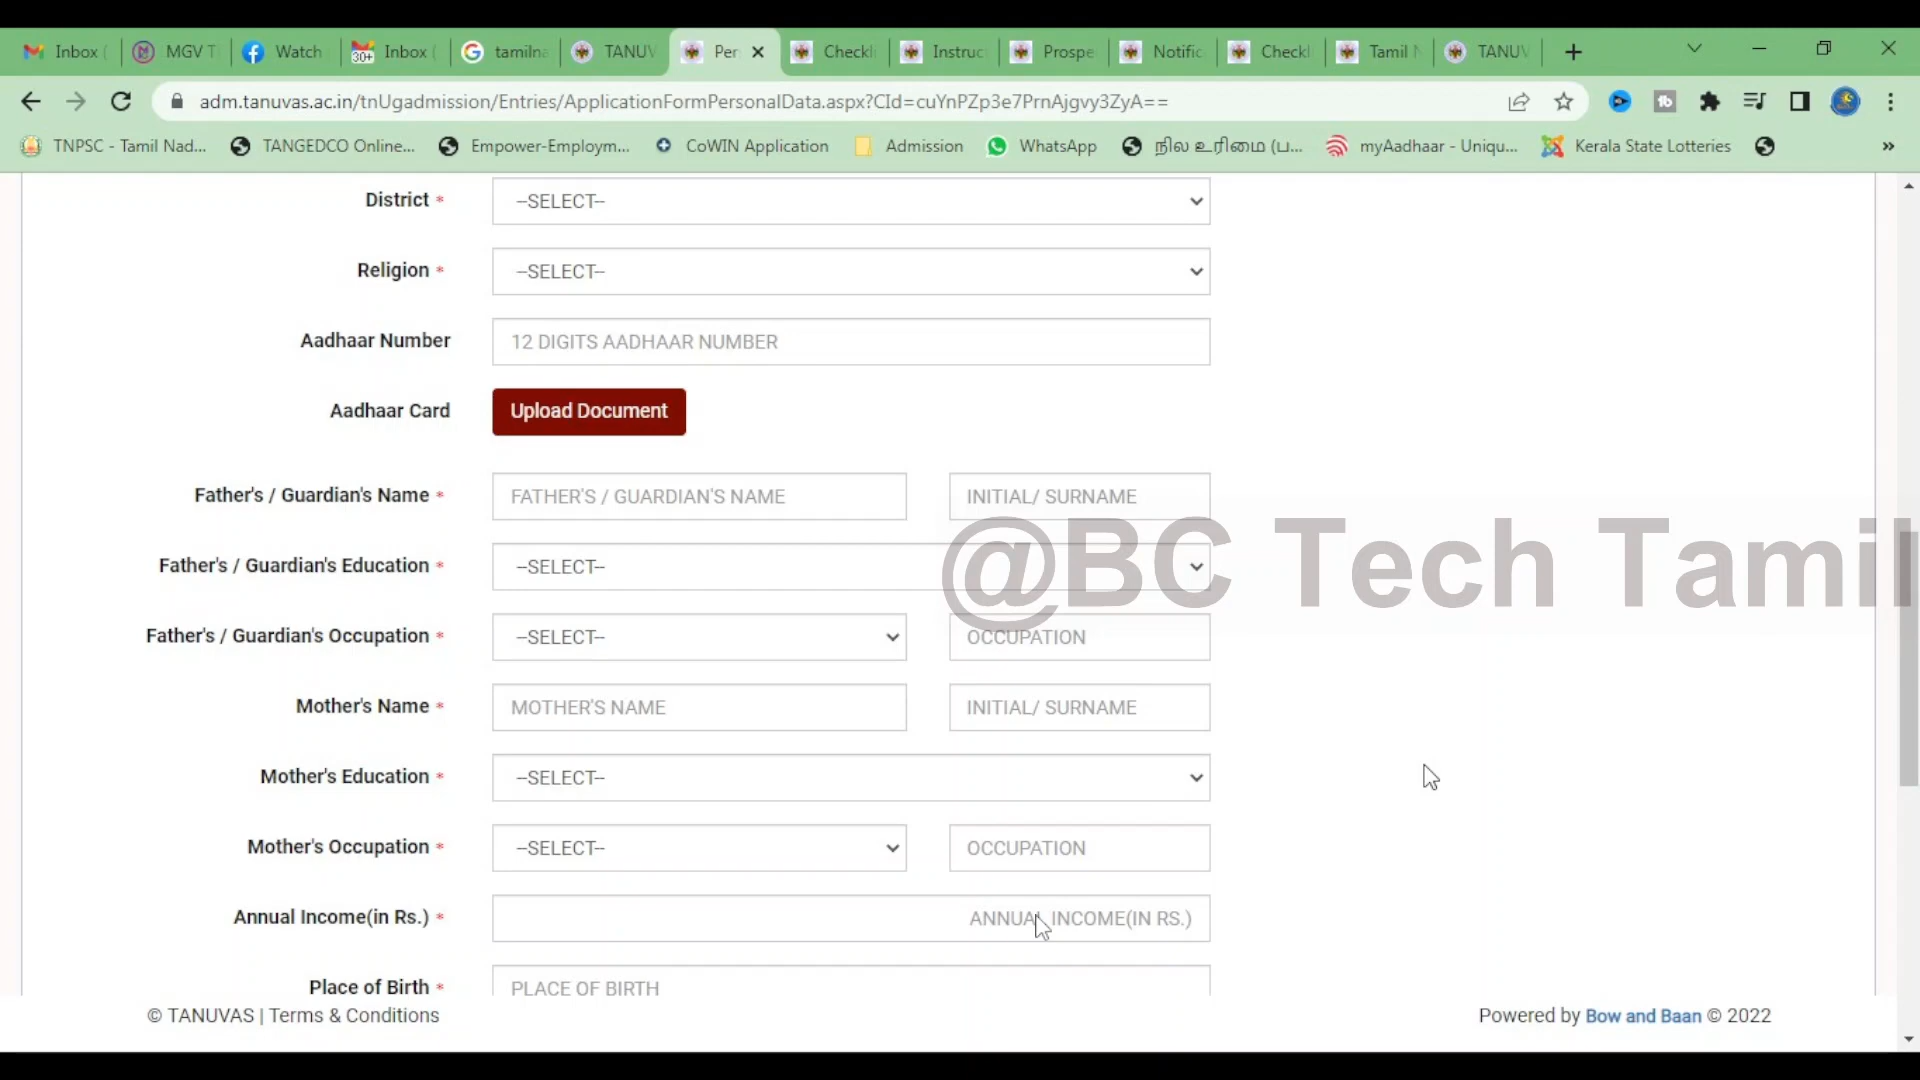 Inbox (
MGV T
Watch
30+
Inbox (
tamilna
TANUV
Per
Checkli
Instruc
Prospe
Notific
Checkl
Tamil N
TANUV
adm.tanuvas.ac.in/tnUgadmission/Entries/ApplicationFormPersonalData.aspx?CId=cuYnPZp3e7PrnAjgvy3ZyA==
TNPSC - Tamil Nad...
TANGEDCO Online...
Empower-Employm...
CoWIN Application
Admission
WhatsApp
நில உரிமை (ப...
myAadhaar - Uniqu...
Kerala State Lotteries
»
District *
--SELECT--
Religion *
--SELECT--
Aadhaar Number
12 DIGITS AADHAAR NUMBER
Aadhaar Card
Upload Document
Father's / Guardian's Name *
FATHER'S / GUARDIAN'S NAME
INITIAL/ SURNAME
@BC Tech Tamil
Father's / Guardian's Education *
--SELECT--
Father's / Guardian's Occupation *
--SELECT--
OCCUPATION
Mother's Name *
MOTHER'S NAME
INITIAL/ SURNAME
Mother's Education *
--SELECT--
Mother's Occupation *
--SELECT--
OCCUPATION
Annual Income(in Rs.) *
ANNUAL INCOME(IN RS.)
Place of Birth *
PLACE OF BIRTH
© TANUVAS | Terms & Conditions
Powered by Bow and Baan © 2022